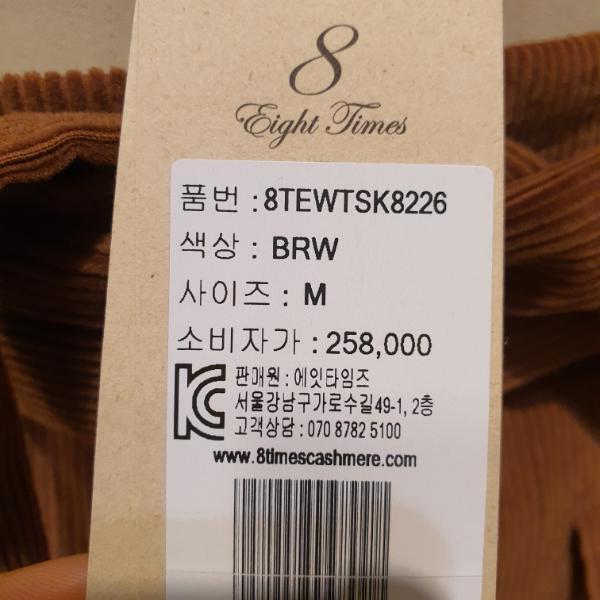 8
Eight Times
품번 : 8TEWTSK8226
색상 : BRW
사이즈 : M
소비자가 : 258,000
판매원 : 에잇타임즈
서울강남구가로수길49-1, 2층
고객상담 : 070 8782 5100
www.8timescashmere.com